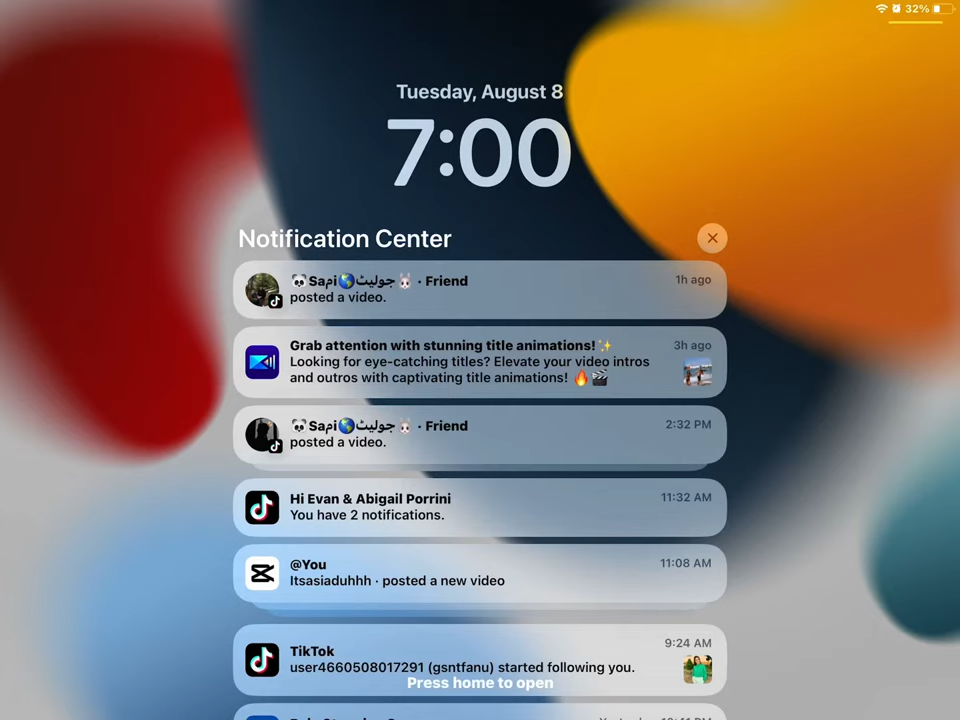 32%
Tuesday, August 8
7:00
Notification Center
🐼Saمi🌎جوليٹ🐰 · Friend
1h ago
posted a video.
Grab attention with stunning title animations!✨
3h ago
Looking for eye-catching titles? Elevate your video intros
and outros with captivating title animations! 🔥🎬
🐼Saمi🌎جوليٹ🐰 · Friend
2:32 PM
posted a video.
Hi Evan & Abigail Porrini
11:32 AM
You have 2 notifications.
@You
11:08 AM
Itsasiaduhhh · posted a new video
9:24 AM
TikTok
user4660508017291 (gsntfanu) started following you.
Press home to open